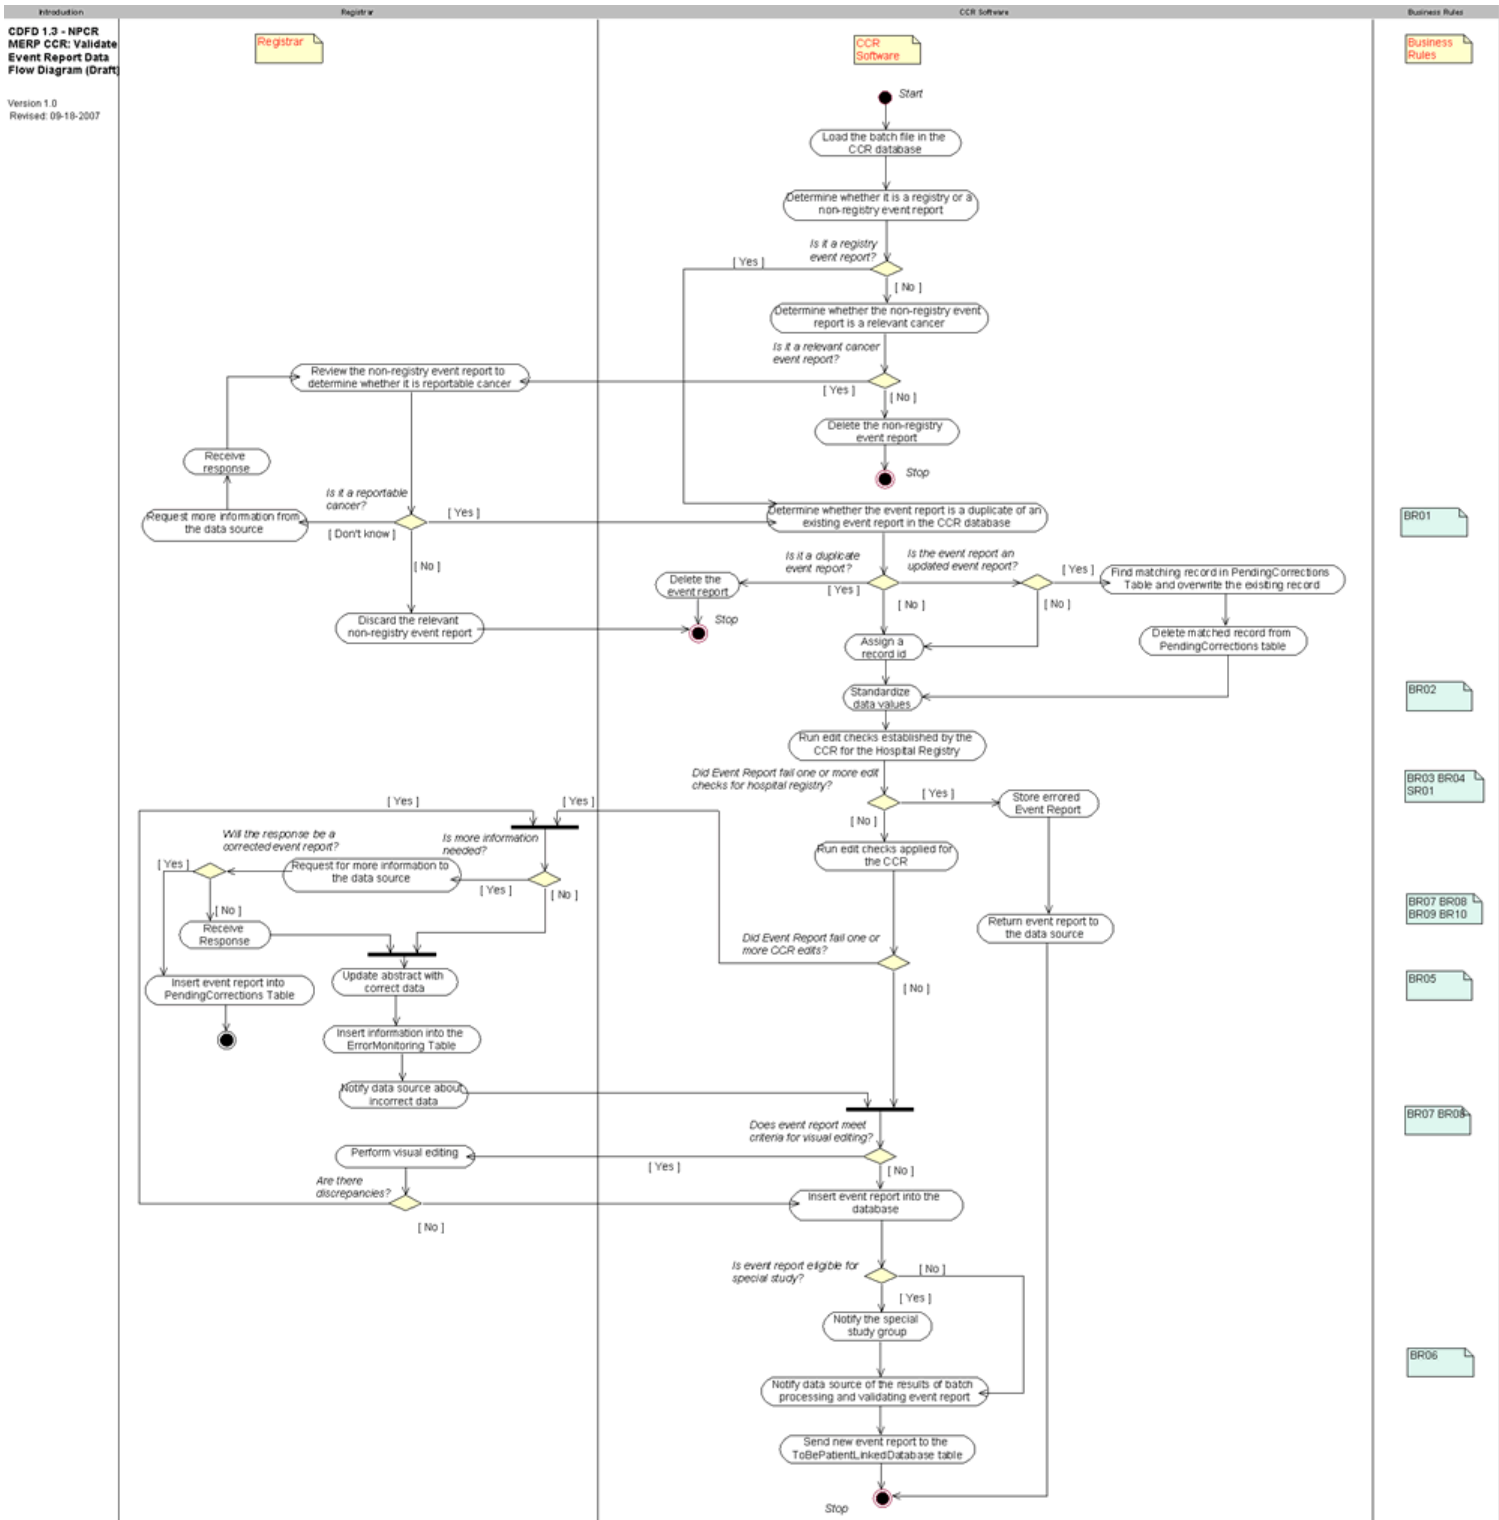 Introduction
Registrar
CCR Software
Business Rules
CDFD 1.3 - NPCR
MERP CCR: Validate
Event Report Data
Flow Diagram (Draft)
Version 1.0
Revised: 09-18-2007
Registrar
CCR
Software
Business
Rules
Start
Load the batch file in the
CCR database
Determine whether it is a registry or a
non-registry event report
Is it a registry
event report?
[ Yes ]
[ No ]
Determine whether the non-registry event
report is a relevant cancer
Is it a relevant cancer
event report?
[ Yes ]
[ No ]
Review the non-registry event report to
determine whether it is reportable cancer
Delete the non-registry
event report
Stop
Receive
response
Is it a reportable
cancer?
Request more information from
the data source
[ Don't know ]
[ Yes ]
[ No ]
Determine whether the event report is a duplicate of an
existing event report in the CCR database
BR01
Is it a duplicate
event report?
Is the event report an
updated event report?
Delete the
event report
[ Yes ]
[ No ]
[ Yes ]
[ No ]
Find matching record in PendingCorrections
Table and overwrite the existing record
Stop
Discard the relevant
non-registry event report
Assign a
record id
Delete matched record from
PendingCorrections table
Standardize
data values
BR02
Run edit checks established by the
CCR for the Hospital Registry
Did Event Report fail one or more edit
checks for hospital registry?
BR03 BR04
SR01
[ Yes ]
[ No ]
Store errored
Event Report
[ Yes ]
[ Yes ]
Will the response be a
corrected event report?
Is more information
needed?
Run edit checks applied for
the CCR
[ Yes ]
Request for more information to
the data source
[ Yes ]
[ No ]
[ No ]
Receive
Response
BR07 BR08
BR09 BR10
Return event report to
the data source
Did Event Report fail one or
more CCR edits?
[ No ]
Insert event report into
PendingCorrections Table
Update abstract with
correct data
BR05
Insert information into the
ErrorMonitoring Table
Notify data source about
incorrect data
BR07 BR08
Does event report meet
criteria for visual editing?
Perform visual editing
[ Yes ]
[ No ]
Are there
discrepancies?
[ No ]
Insert event report into the
database
Is event report eligible for
special study?
[ No ]
[ Yes ]
Notify the special
study group
BR06
Notify data source of the results of batch
processing and validating event report
Send new event report to the
ToBePatientLinkedDatabase table
Stop